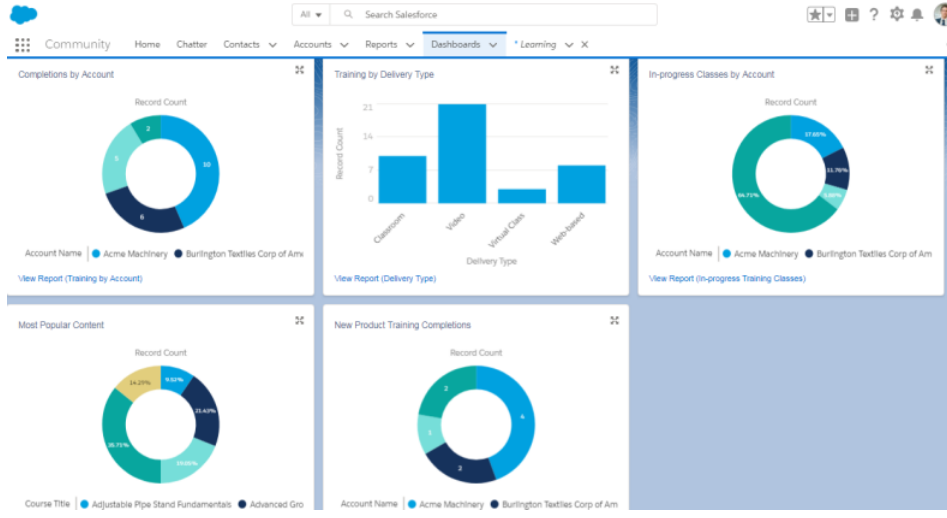 All ▼ Search Salesforce
Community Home Chatter Contacts Accounts Reports Dashboards * Learning
Completions by Account
Record Count
2
10
5
6
Account Name Acme Machinery Burlington Textiles Corp of Ame
View Report (Training by Account)
Training by Delivery Type
21
14
7
0
Record Count
Classroom Video Virtual Class Web-based
Delivery Type
View Report (Delivery Type)
In-progress Classes by Account
Record Count
17.65%
11.76%
64.71%
Account Name Acme Machinery Burlington Textiles Corp of Am
View Report (In-progress Training Classes)
Most Popular Content
Record Count
14.29% 9.52%
21.43%
35.71%
19.05%
Course Title Adjustable Pipe Stand Fundamentals Advanced Gro
New Product Training Completions
Record Count
2
4
1
2
Account Name Acme Machinery Burlington Textiles Corp of Am